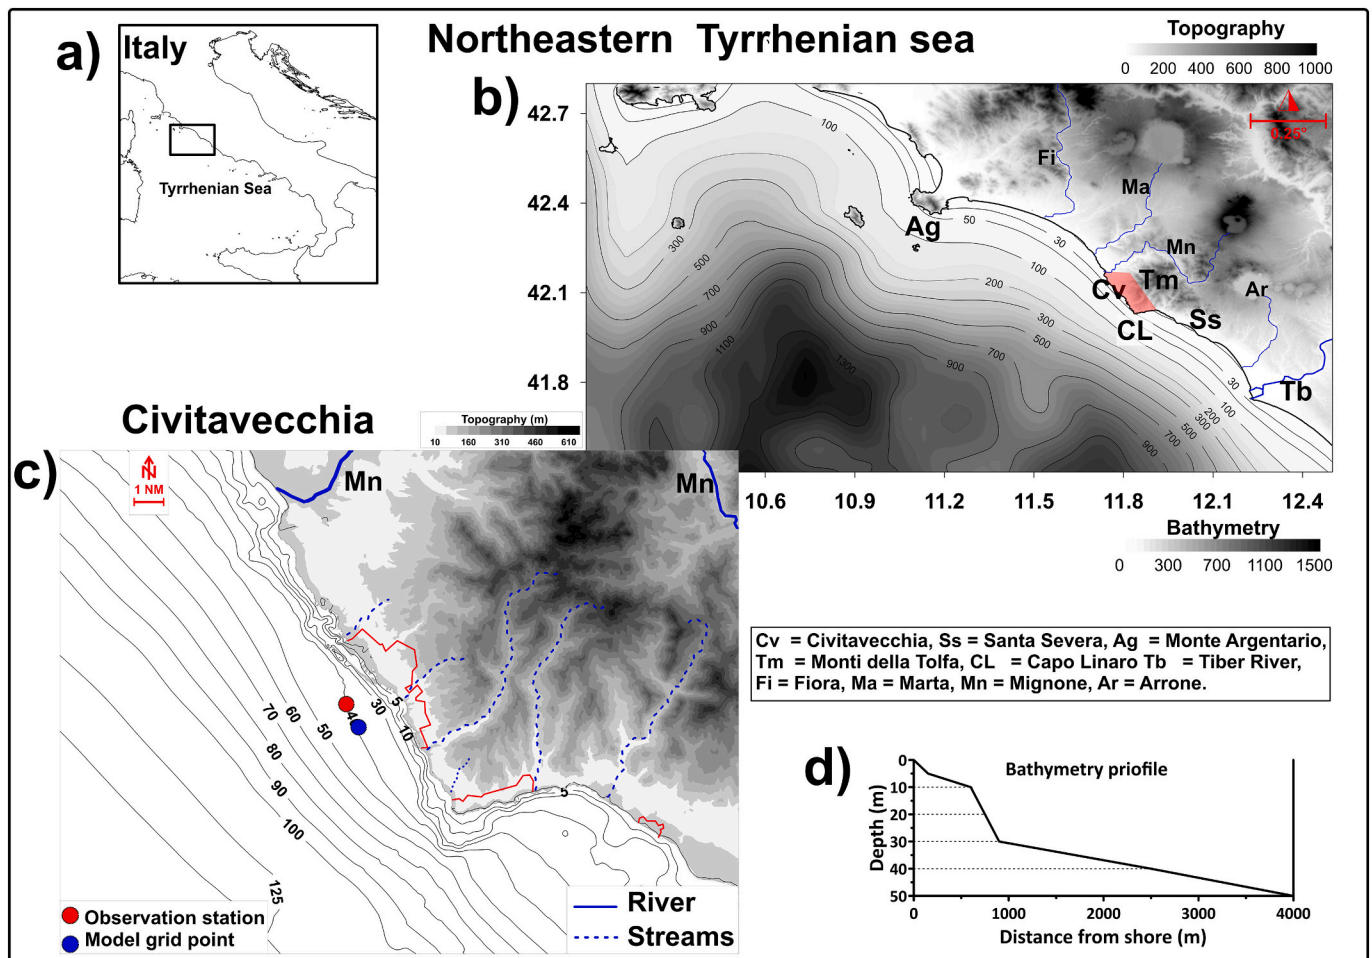 a)
Italy
Tyrrhenian Sea
Northeastern Tyrrhenian sea
Topography
0 200 400 600 800 1000
b)
42.7
42.4
42.1
41.8
0.25°
100
Fi
Ma
50
30
Ag
Mn
300
500
100
Tm
Cv
200
Ar
700
Ss
300
CL
900
500
1100
1300
900
700
30
Tb
100
200
300
500
700
900
10.6 10.9 11.2 11.5 11.8 12.1 12.4
Bathymetry
0 300 700 1100 1500
Civitavecchia
Topography (m)
10 160 310 460 610
c)
N
1 NM
Mn
Mn
5
10
30
40
50
60
70
80
90
100
125
5
Observation station
Model grid point
River
Streams
Cv = Civitavecchia, Ss = Santa Severa, Ag = Monte Argentario,
Tm = Monti della Tolfa, CL = Capo Linaro Tb = Tiber River,
Fi = Fiora, Ma = Marta, Mn = Mignone, Ar = Arrone.
d)
Bathymetry priofile
Depth (m)
0
10
20
30
40
50
0 1000 2000 3000 4000
Distance from shore (m)